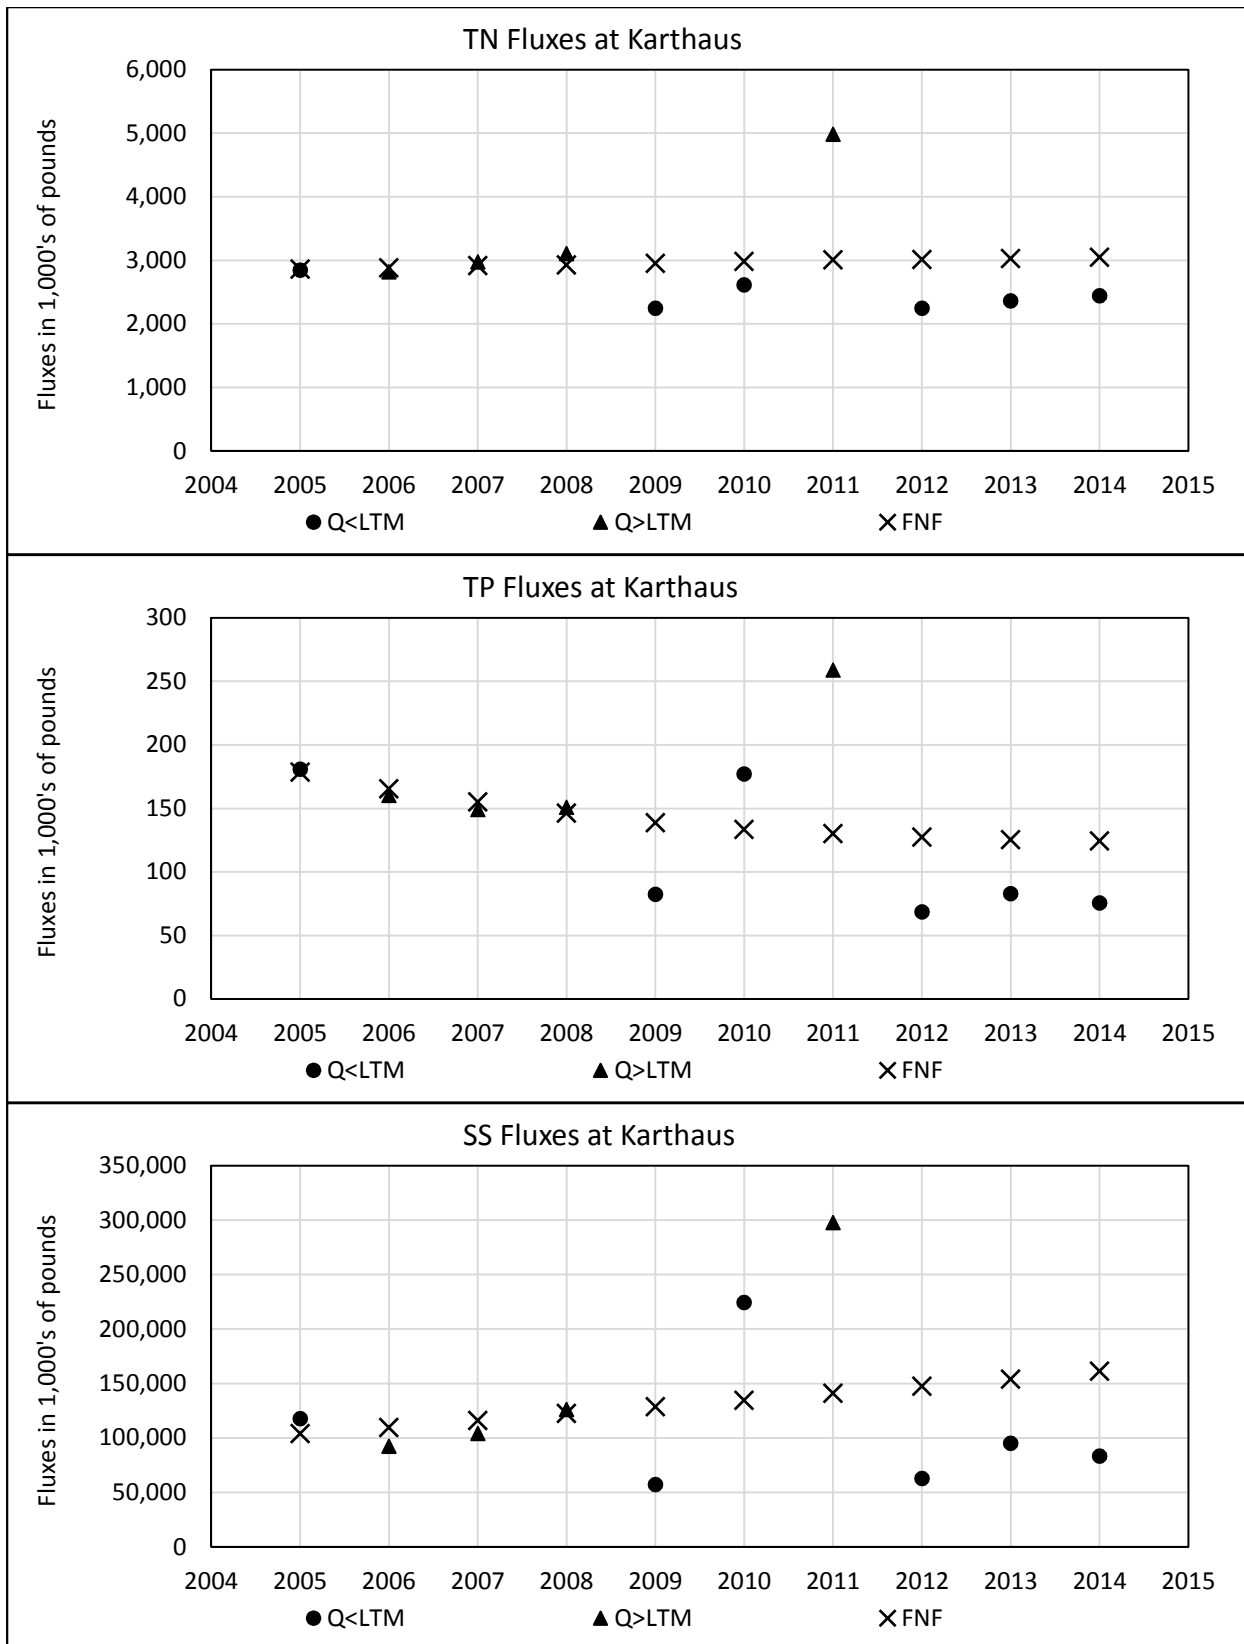 TN Fluxes at Karthaus
Fluxes in 1,000's of pounds
6,000
5,000
4,000
3,000
2,000
1,000
0
2004 2005 2006 2007 2008 2009 2010 2011 2012 2013 2014 2015
Q<LTM Q>LTM FNF
TP Fluxes at Karthaus
Fluxes in 1,000's of pounds
300
250
200
150
100
50
0
2004 2005 2006 2007 2008 2009 2010 2011 2012 2013 2014 2015
Q<LTM Q>LTM FNF
SS Fluxes at Karthaus
Fluxes in 1,000's of pounds
350,000
300,000
250,000
200,000
150,000
100,000
50,000
0
2004 2005 2006 2007 2008 2009 2010 2011 2012 2013 2014 2015
Q<LTM Q>LTM FNF